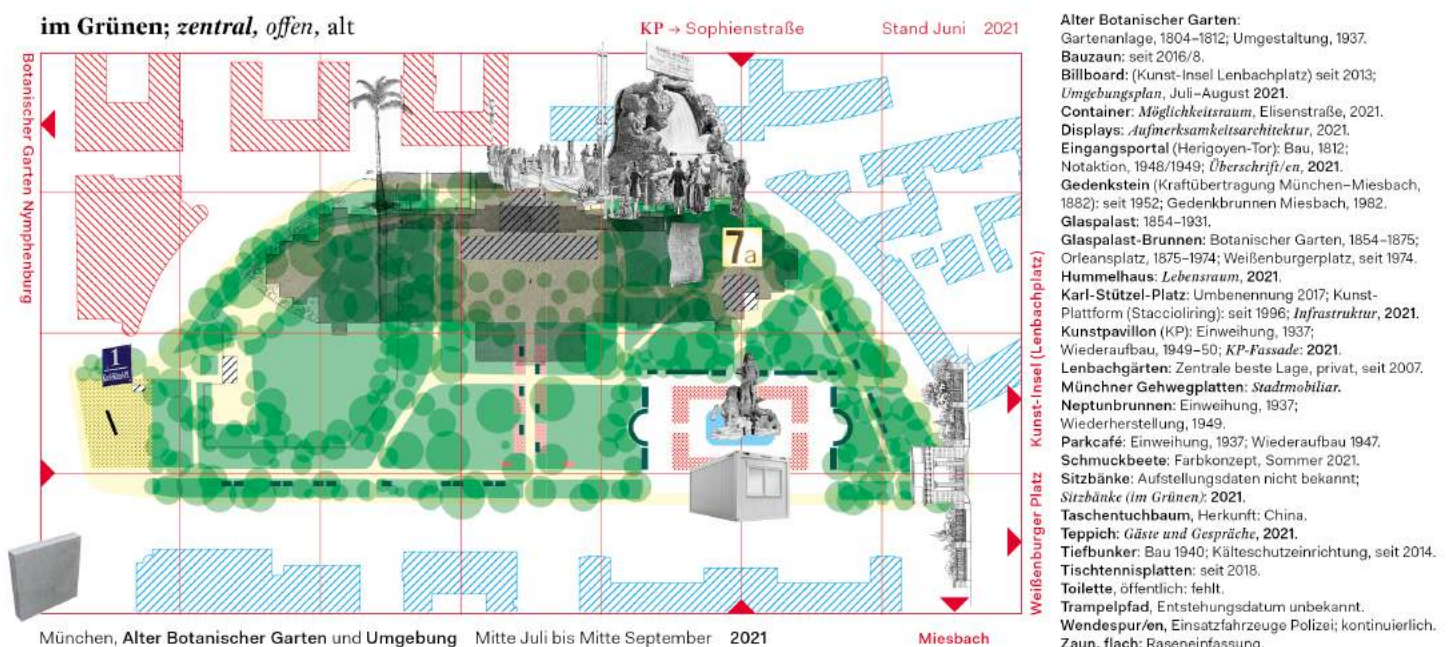 im Grünen; zentral, offen, alt
KP → Sophienstraße
Stand Juni 2021
Botanischer Garten Nymphenburg
7a
1
Kunst-Insel (Lenbachplatz)
Weißenburger Platz
München, Alter Botanischer Garten und Umgebung Mitte Juli bis Mitte September 2021
Miesbach
Alter Botanischer Garten:
Gartenanlage, 1804–1812; Umgestaltung, 1937.
Bauzaun: seit 2016/8.
Billboard: (Kunst-Insel Lenbachplatz) seit 2013;
Umgebungsplan, Juli–August 2021.
Container: Möglichkeitsraum, Elisenstraße, 2021.
Displays: Aufmerksamkeitsarchitektur, 2021.
Eingangsportal (Herigoyen-Tor): Bau, 1812;
Notaktion, 1948/1949; Überschrift/en, 2021.
Gedenkstein (Kraftübertragung München–Miesbach,
1882): seit 1952; Gedenkbrunnen Miesbach, 1982.
Glaspalast: 1854–1931.
Glaspalast-Brunnen: Botanischer Garten, 1854–1875;
Orleansplatz, 1875–1974; Weißenburgerplatz, seit 1974.
Hummelhaus: Lebensraum, 2021.
Karl-Stützel-Platz: Umbenennung 2017; Kunst-
Plattform (Staccioliring): seit 1996; Infrastruktur, 2021.
Kunstpavillon (KP): Einweihung, 1937;
Wiederaufbau, 1949–50; KP-Fassade: 2021.
Lenbachgärten: Zentrale beste Lage, privat, seit 2007.
Münchner Gehwegplatten: Stadtmobiliar.
Neptunbrunnen: Einweihung, 1937;
Wiederherstellung, 1949.
Parkcafé: Einweihung, 1937; Wiederaufbau 1947.
Schmuckbeete: Farbkonzept, Sommer 2021.
Sitzbänke: Aufstellungsdaten nicht bekannt;
Sitzbänke (im Grünen): 2021.
Taschentuchbaum, Herkunft: China.
Teppich: Gäste und Gespräche, 2021.
Tiefbunker: Bau 1940; Kälteschutzeinrichtung, seit 2014.
Tischtennisplatten: seit 2018.
Toilette, öffentlich: fehlt.
Trampelpfad, Entstehungsdatum unbekannt.
Wendespur/en, Einsatzfahrzeuge Polizei; kontinuierlich.
Zaun, flach: Raseneinfassung.